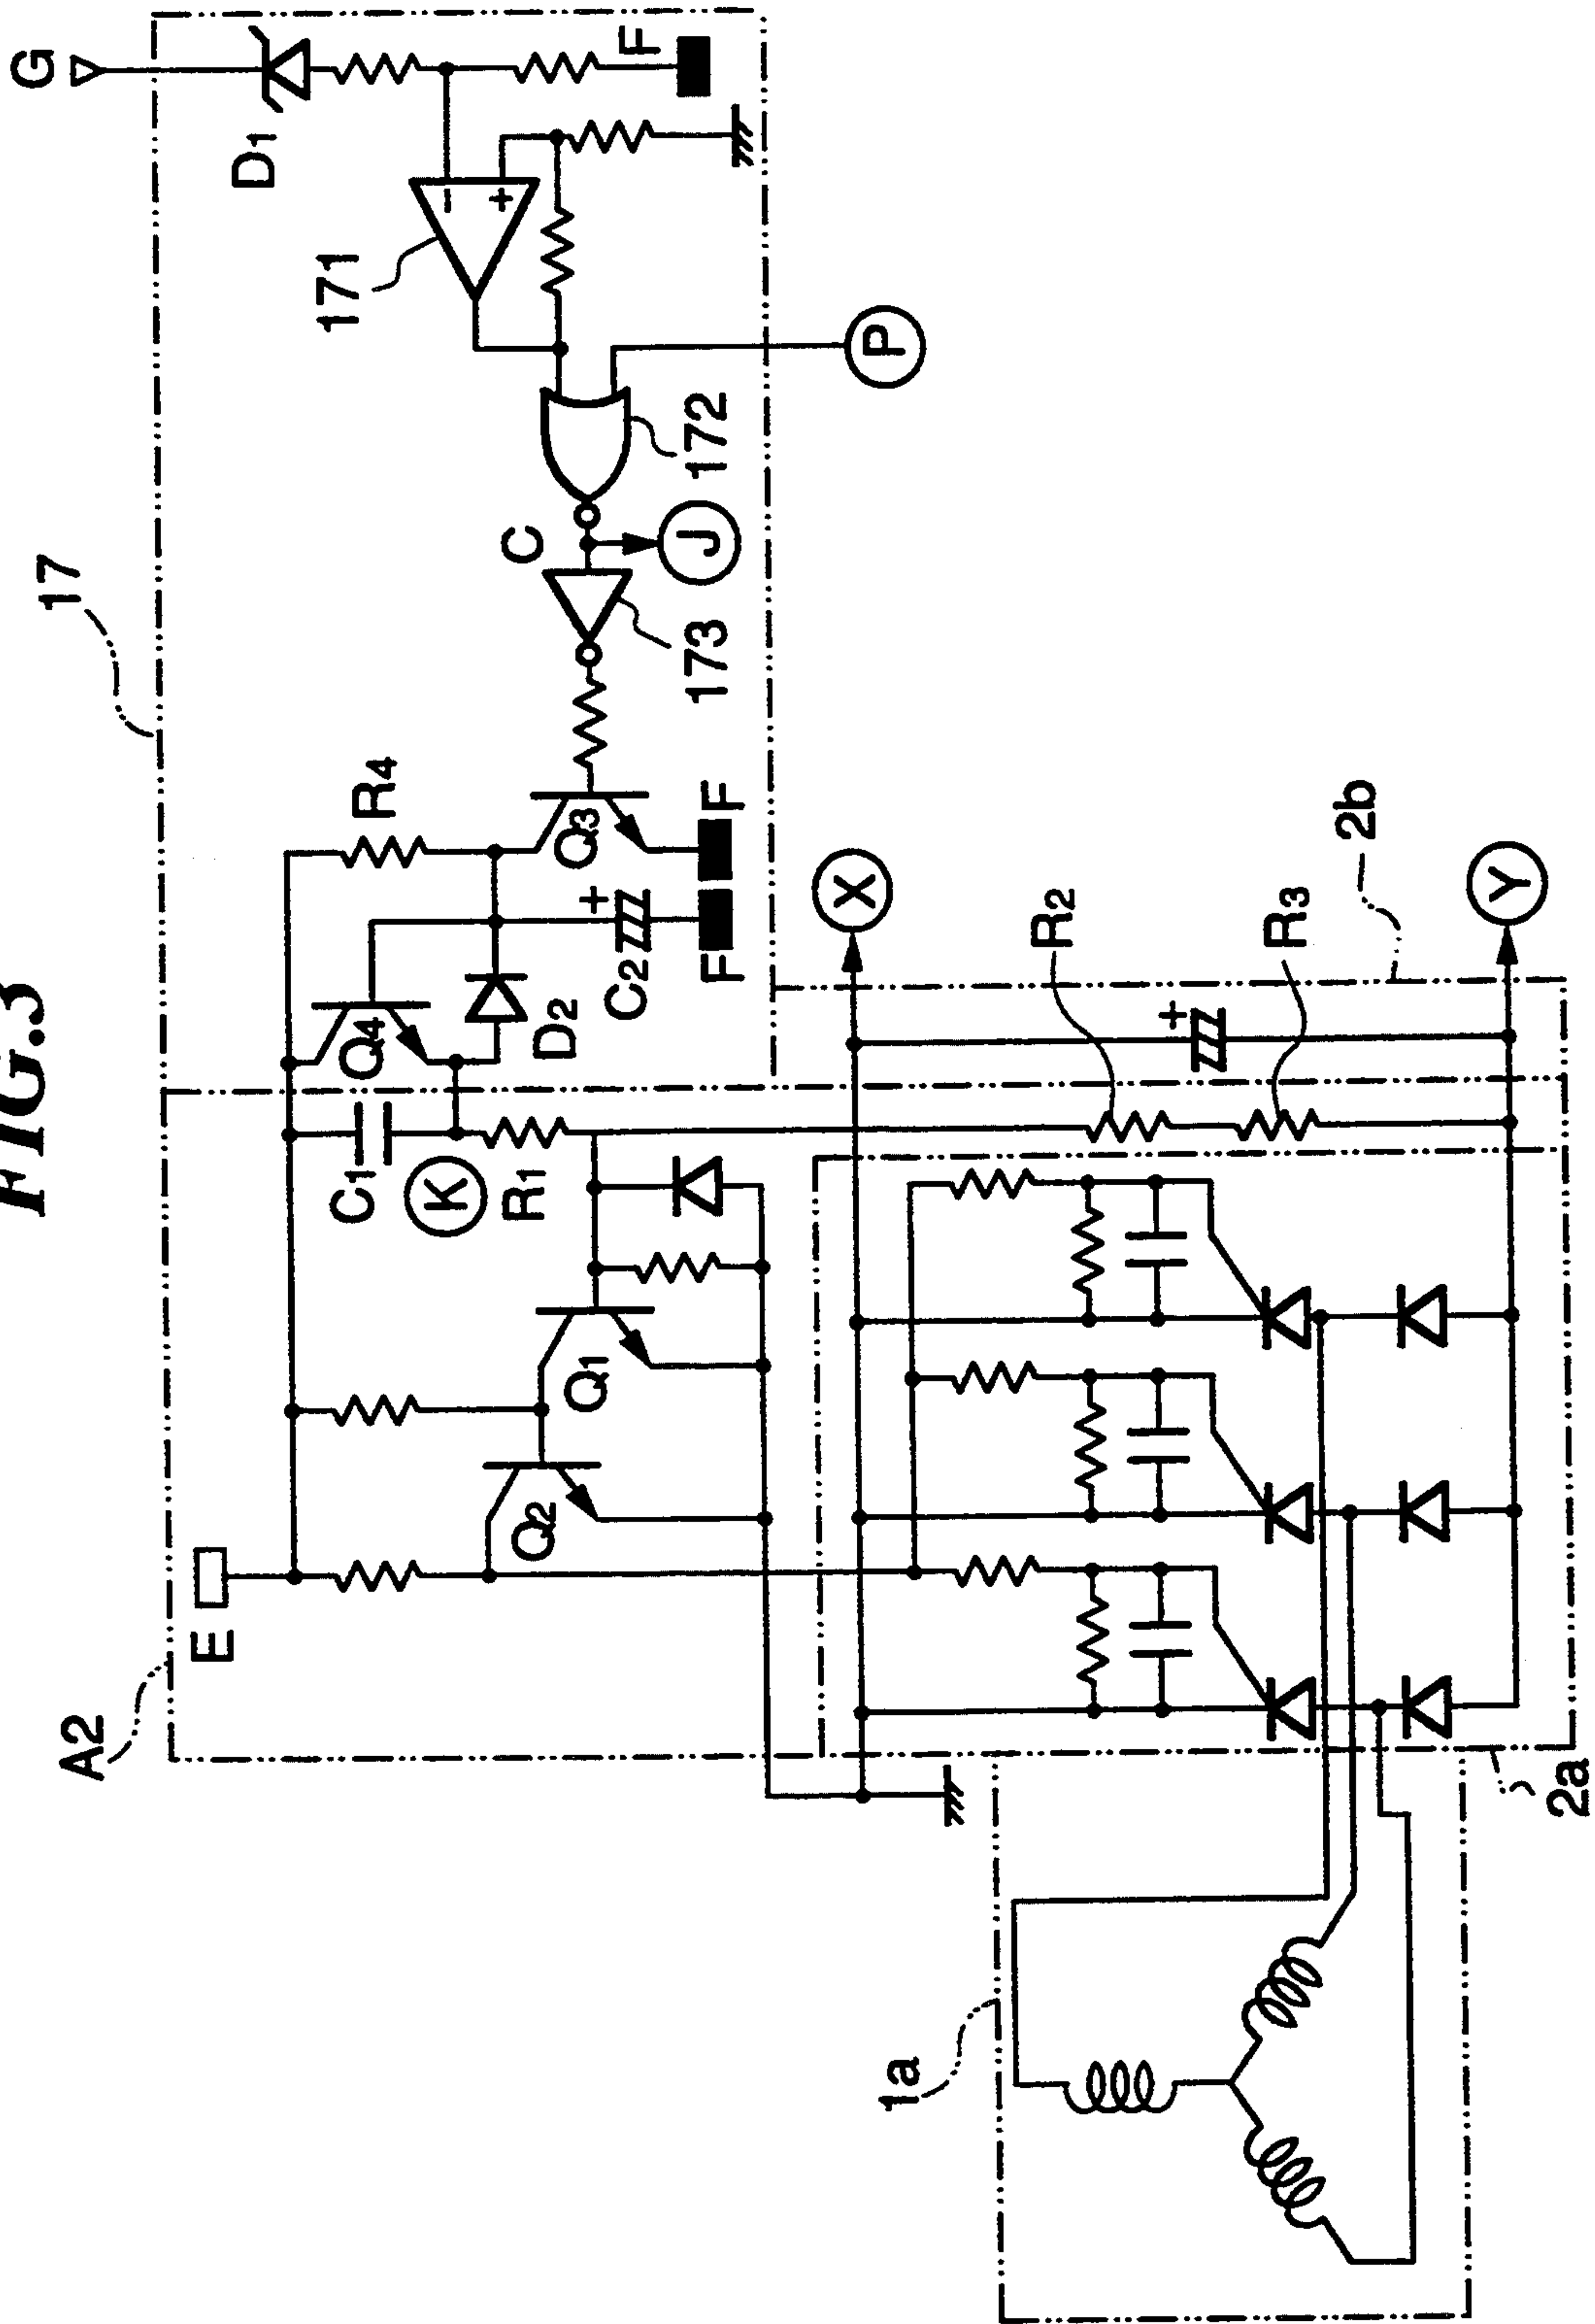 FIG.3
17
G
D1
F
171
P
172
C
J
173
R4
Q3
F
C2
F
Q4
D2
A2
E
C1
K
R1
Q1
Q2
X
R2
R3
2b
Y
1a
2a